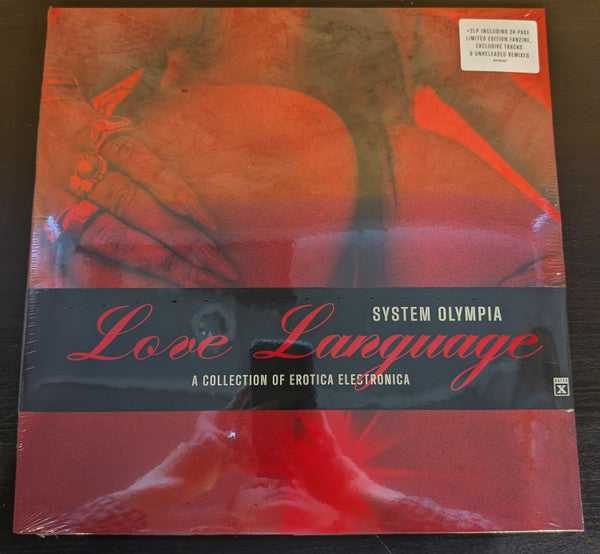 +2LP INCLUDING 24-PAGE
LIMITED EDITION FANZINE,
EXCLUSIVE TRACKS
& UNRELEASED REMIXES
SYSTEM OLYMPIA
Love Language
A COLLECTION OF EROTICA ELECTRONICA
X